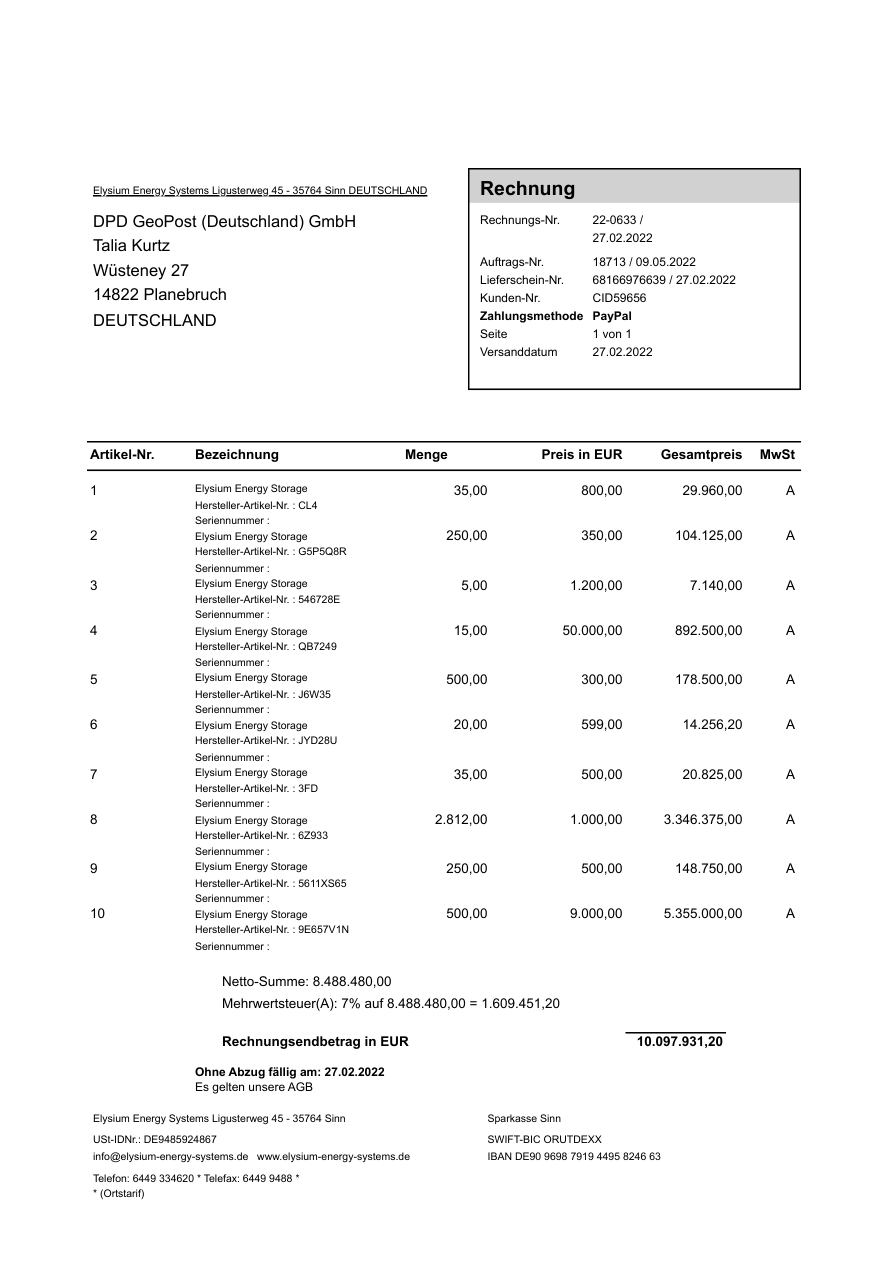 Elysium Energy Systems Ligusterweg 45 - 35764 Sinn DEUTSCHLAND
DPD GeoPost (Deutschland) GmbH
Talia Kurtz
Wüsteney 27
14822 Planebruch
DEUTSCHLAND
Rechnung
Rechnungs-Nr. 22-0633 /
27.02.2022
Auftrags-Nr. 18713 / 09.05.2022
Lieferschein-Nr. 68166976639 / 27.02.2022
Kunden-Nr. CID59656
Zahlungsmethode PayPal
Seite 1 von 1
Versanddatum 27.02.2022
Artikel-Nr. Bezeichnung Menge Preis in EUR Gesamtpreis MwSt
1 Elysium Energy Storage 35,00 800,00 29.960,00 A
Hersteller-Artikel-Nr. : CL4
Seriennummer :
2 Elysium Energy Storage 250,00 350,00 104.125,00 A
Hersteller-Artikel-Nr. : G5P5Q8R
Seriennummer :
3 Elysium Energy Storage 5,00 1.200,00 7.140,00 A
Hersteller-Artikel-Nr. : 546728E
Seriennummer :
4 Elysium Energy Storage 15,00 50.000,00 892.500,00 A
Hersteller-Artikel-Nr. : QB7249
Seriennummer :
5 Elysium Energy Storage 500,00 300,00 178.500,00 A
Hersteller-Artikel-Nr. : J6W35
Seriennummer :
6 Elysium Energy Storage 20,00 599,00 14.256,20 A
Hersteller-Artikel-Nr. : JYD28U
Seriennummer :
7 Elysium Energy Storage 35,00 500,00 20.825,00 A
Hersteller-Artikel-Nr. : 3FD
Seriennummer :
8 Elysium Energy Storage 2.812,00 1.000,00 3.346.375,00 A
Hersteller-Artikel-Nr. : 6Z933
Seriennummer :
9 Elysium Energy Storage 250,00 500,00 148.750,00 A
Hersteller-Artikel-Nr. : 5611XS65
Seriennummer :
10 Elysium Energy Storage 500,00 9.000,00 5.355.000,00 A
Hersteller-Artikel-Nr. : 9E657V1N
Seriennummer :
Netto-Summe: 8.488.480,00
Mehrwertsteuer(A): 7% auf 8.488.480,00 = 1.609.451,20
Rechnungsendbetrag in EUR 10.097.931,20
Ohne Abzug fällig am: 27.02.2022
Es gelten unsere AGB
Elysium Energy Systems Ligusterweg 45 - 35764 Sinn
USt-IDNr.: DE9485924867
info@elysium-energy-systems.de www.elysium-energy-systems.de
Telefon: 6449 334620 * Telefax: 6449 9488 *
* (Ortstarif)
Sparkasse Sinn
SWIFT-BIC ORUTDEXX
IBAN DE90 9698 7919 4495 8246 63